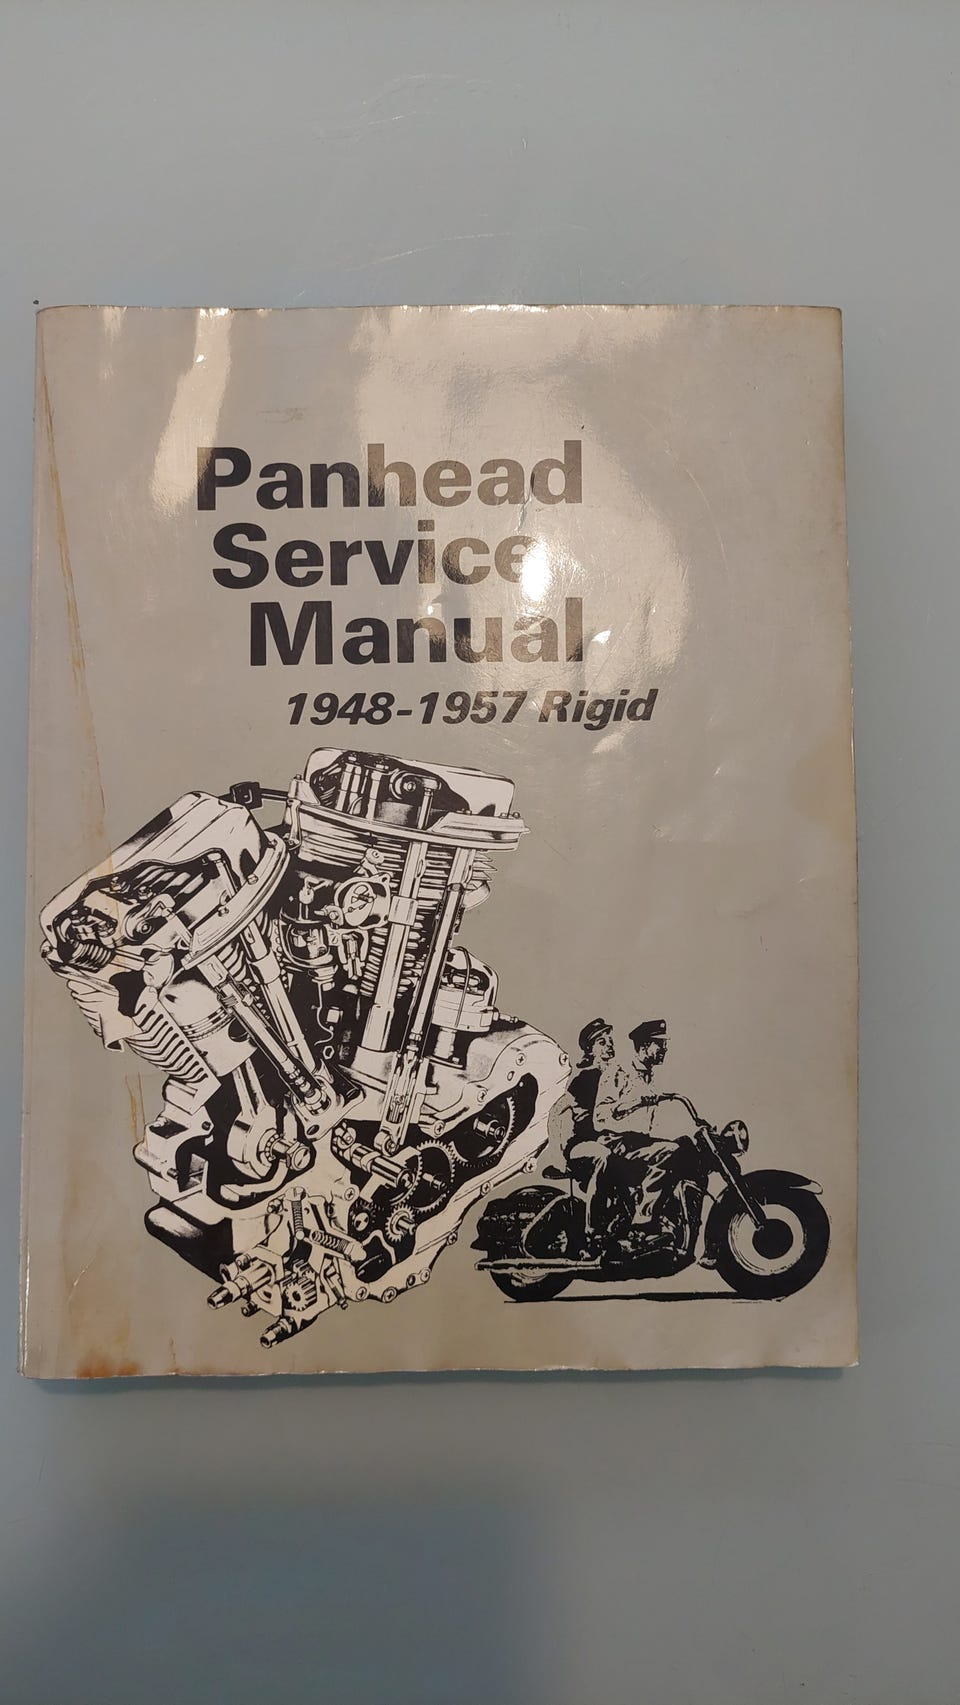 Panhead
Service
Manual
1948-1957 Rigid